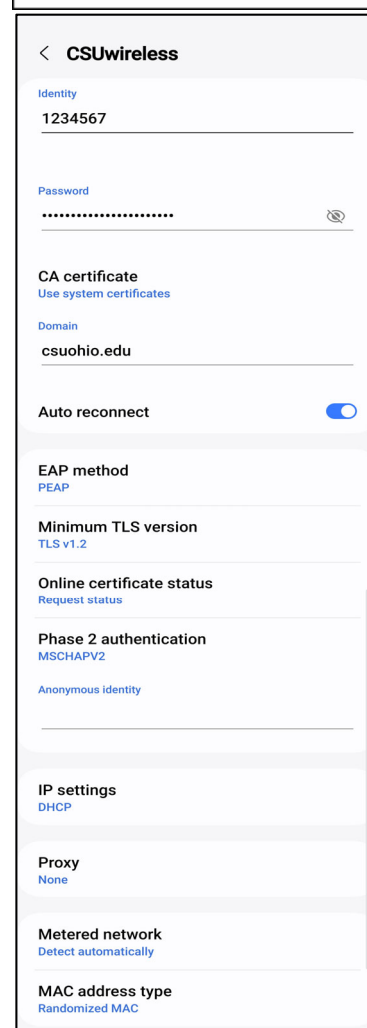 CSUwireless
Identity
1234567
Password
•••••••••••••••••••••••
CA certificate
Use system certificates
Domain
csuohio.edu
Auto reconnect
EAP method
PEAP
Minimum TLS version
TLS v1.2
Online certificate status
Request status
Phase 2 authentication
MSCHAPV2
Anonymous identity
IP settings
DHCP
Proxy
None
Metered network
Detect automatically
MAC address type
Randomized MAC